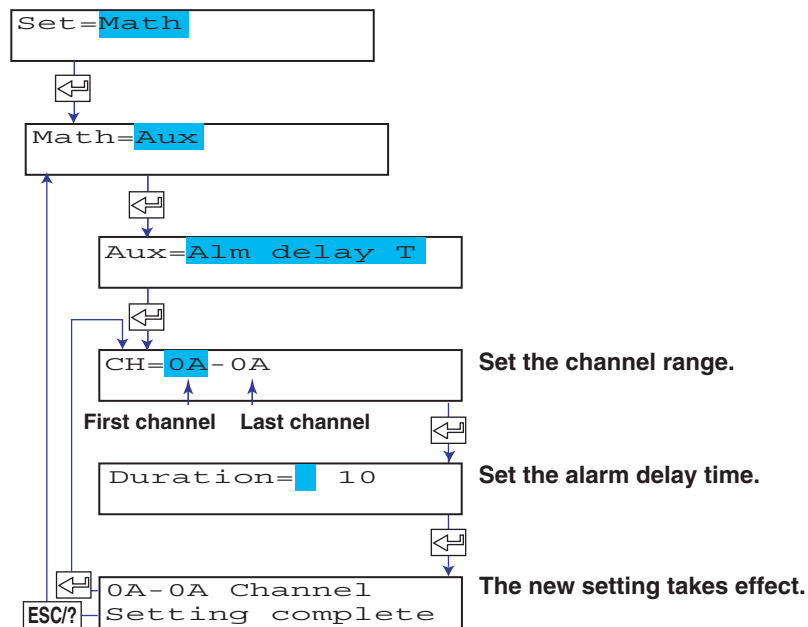 Set=Math
Math=Aux
Aux=Alm delay T
CH=0A-0A
Set the channel range.
First channel Last channel
Duration= 10
Set the alarm delay time.
0A-0A Channel
The new setting takes effect.
ESC/?
Setting complete